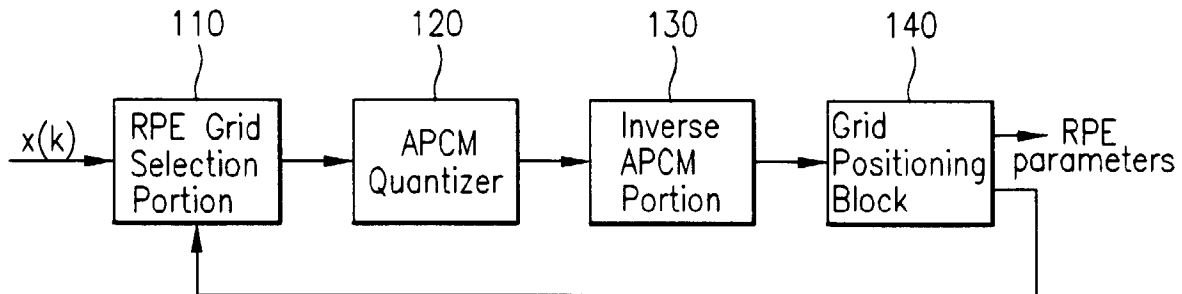 110
120
130
140
x(k)
RPE Grid
Selection
Portion
APCM
Quantizer
Inverse
APCM
Portion
Grid
Positioning
Block
RPE
parameters